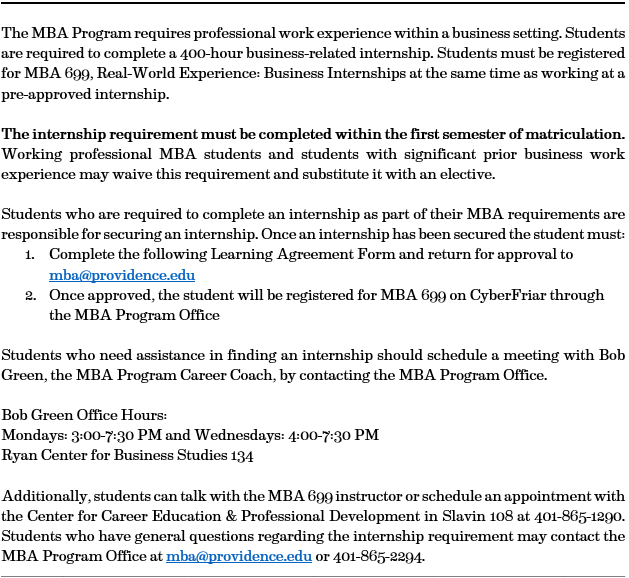 The MBA Program requires professional work experience within a business setting. Students
are required to complete a 400-hour business-related internship. Students must be registered
for MBA 699, Real-World Experience: Business Internships at the same time as working at a
pre-approved internship.
The internship requirement must be completed within the first semester of matriculation.
Working professional MBA students and students with significant prior business work
experience may waive this requirement and substitute it with an elective.
Students who are required to complete an internship as part of their MBA requirements are
responsible for securing an internship. Once an internship has been secured the student must:
1. Complete the following Learning Agreement Form and return for approval to
mba@providence.edu
2. Once approved, the student will be registered for MBA 699 on CyberFriar through
the MBA Program Office
Students who need assistance in finding an internship should schedule a meeting with Bob
Green, the MBA Program Career Coach, by contacting the MBA Program Office.
Bob Green Office Hours:
Mondays: 3:00-7:30 PM and Wednesdays: 4:00-7:30 PM
Ryan Center for Business Studies 134
Additionally, students can talk with the MBA 699 instructor or schedule an appointment with
the Center for Career Education & Professional Development in Slavin 108 at 401-865-1290.
Students who have general questions regarding the internship requirement may contact the
MBA Program Office at mba@providence.edu or 401-865-2294.